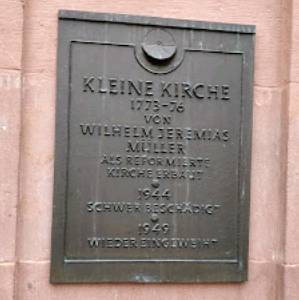 KLEINE KIRCHE
1773-76
VON
WILHELM JEREMIAS
MÜLLER
ALS REFORMIERTE
KIRCHE ERBAUT
1944
SCHWER BESCHÄDIGT
1949
WIEDER EINGEWEIHT